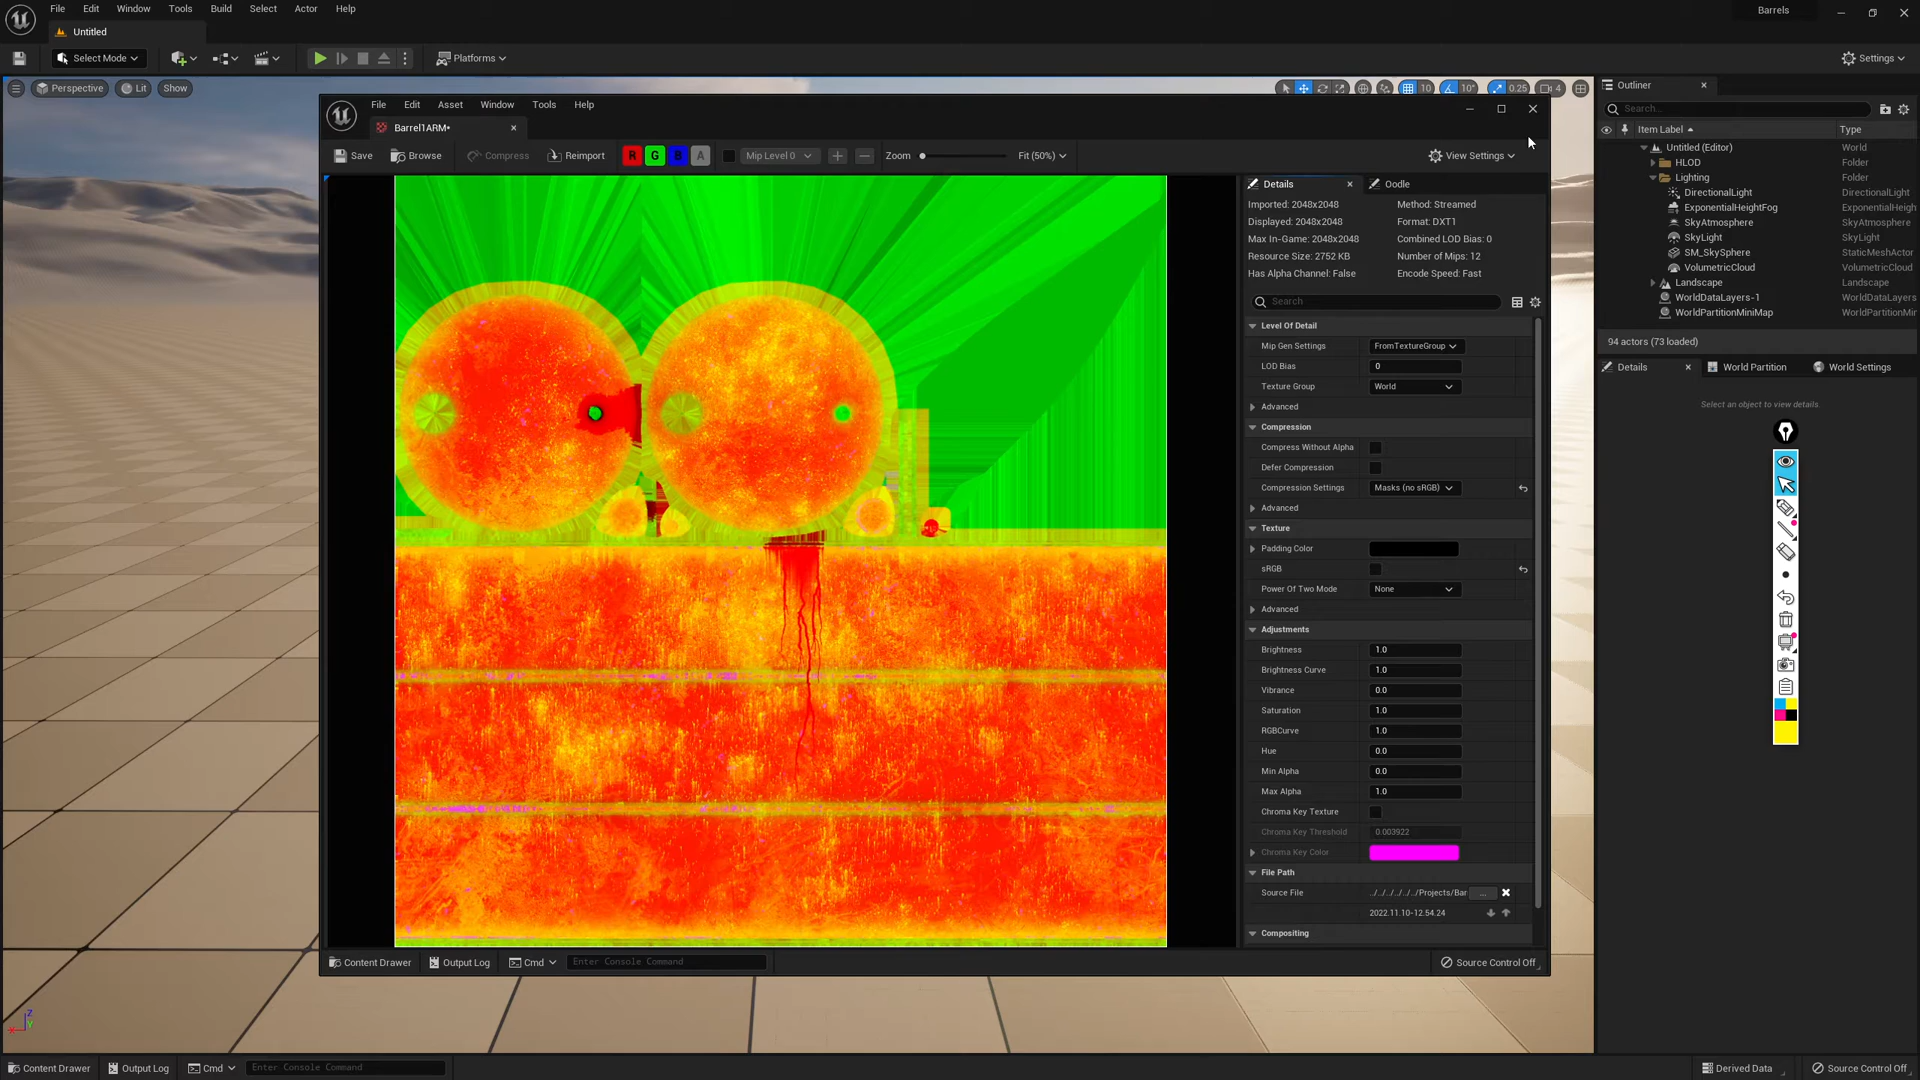 File Edit Window Tools Build Select Actor Help
Barrels
Untitled
Select Mode
Platforms
Settings
Perspective Lit Show
10 10° 0.25 4
File Edit Asset Window Tools Help
Barrel1ARM*
Save Browse Compress Reimport R G B A Mip Level 0 Zoom Fit (50%) View Settings
Details Oodle
Imported: 2048x2048 Method: Streamed
Displayed: 2048x2048 Format: DXT1
Max In-Game: 2048x2048 Combined LOD Bias: 0
Resource Size: 2752 KB Number of Mips: 12
Has Alpha Channel: False Encode Speed: Fast
Search
Level Of Detail
Mip Gen Settings FromTextureGroup
LOD Bias 0
Texture Group World
Advanced
Compression
Compress Without Alpha
Defer Compression
Compression Settings Masks (no sRGB)
Advanced
Texture
Padding Color
sRGB
Power Of Two Mode None
Advanced
Adjustments
Brightness 1.0
Brightness Curve 1.0
Vibrance 0.0
Saturation 1.0
RGBCurve 1.0
Hue 0.0
Min Alpha 0.0
Max Alpha 1.0
Chroma Key Texture
Chroma Key Threshold 0.003922
Chroma Key Color
File Path
Source File ../../../../../../Projects/Bar ...
2022.11.10-12.54.24
Compositing
Content Drawer Output Log Cmd Enter Console Command Source Control Off
Outliner
Search...
Item Label Type
Untitled (Editor) World
HLOD Folder
Lighting Folder
DirectionalLight DirectionalLight
ExponentialHeightFog ExponentialHeigh
SkyAtmosphere SkyAtmosphere
SkyLight SkyLight
SM_SkySphere StaticMeshActor
VolumetricCloud VolumetricCloud
Landscape Landscape
WorldDataLayers-1 WorldDataLayers
WorldPartitionMiniMap WorldPartitionMir
94 actors (73 loaded)
Details World Partition World Settings
Select an object to view details.
Z
Y
Content Drawer Output Log Cmd Enter Console Command Derived Data Source Control Off